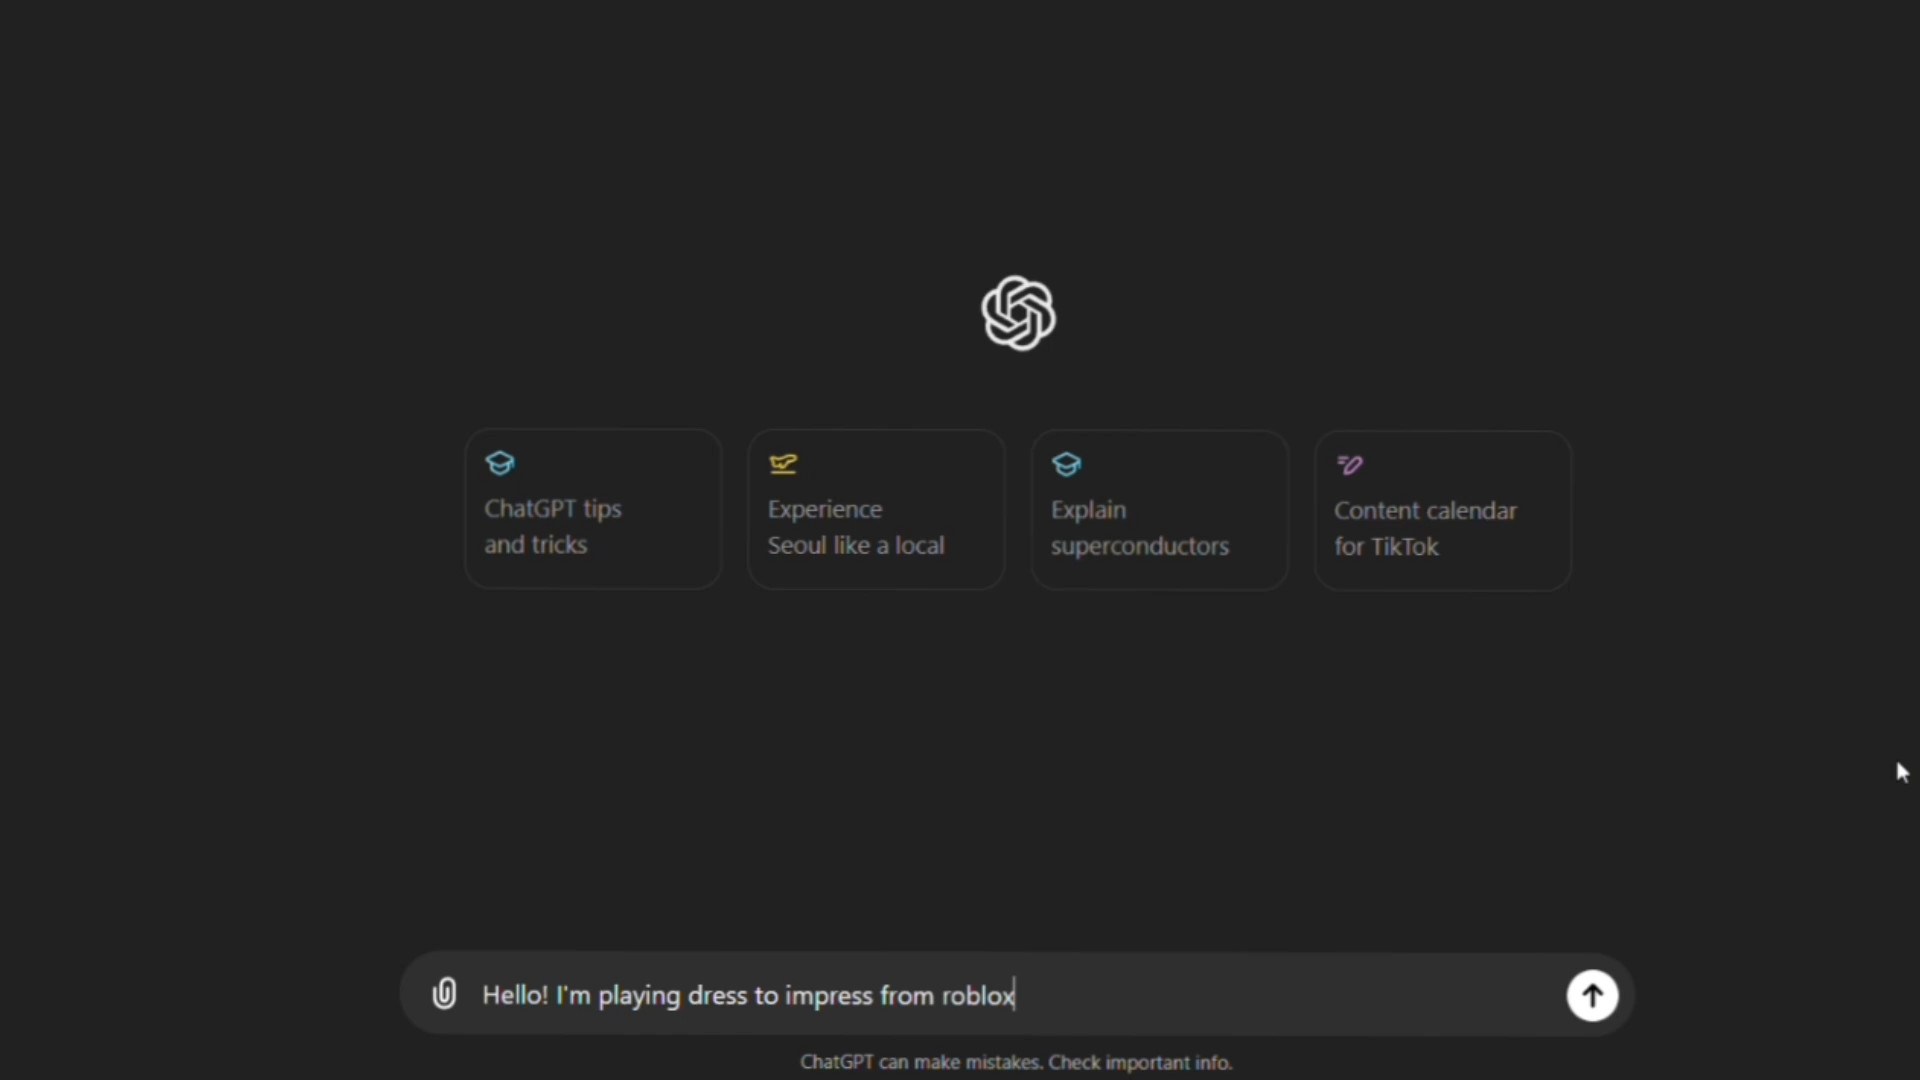 ChatGPT tips
and tricks
Experience
Seoul like a local
Explain
superconductors
Content calendar
for TikTok
Hello! I'm playing dress to impress from roblox
ChatGPT can make mistakes. Check important info.